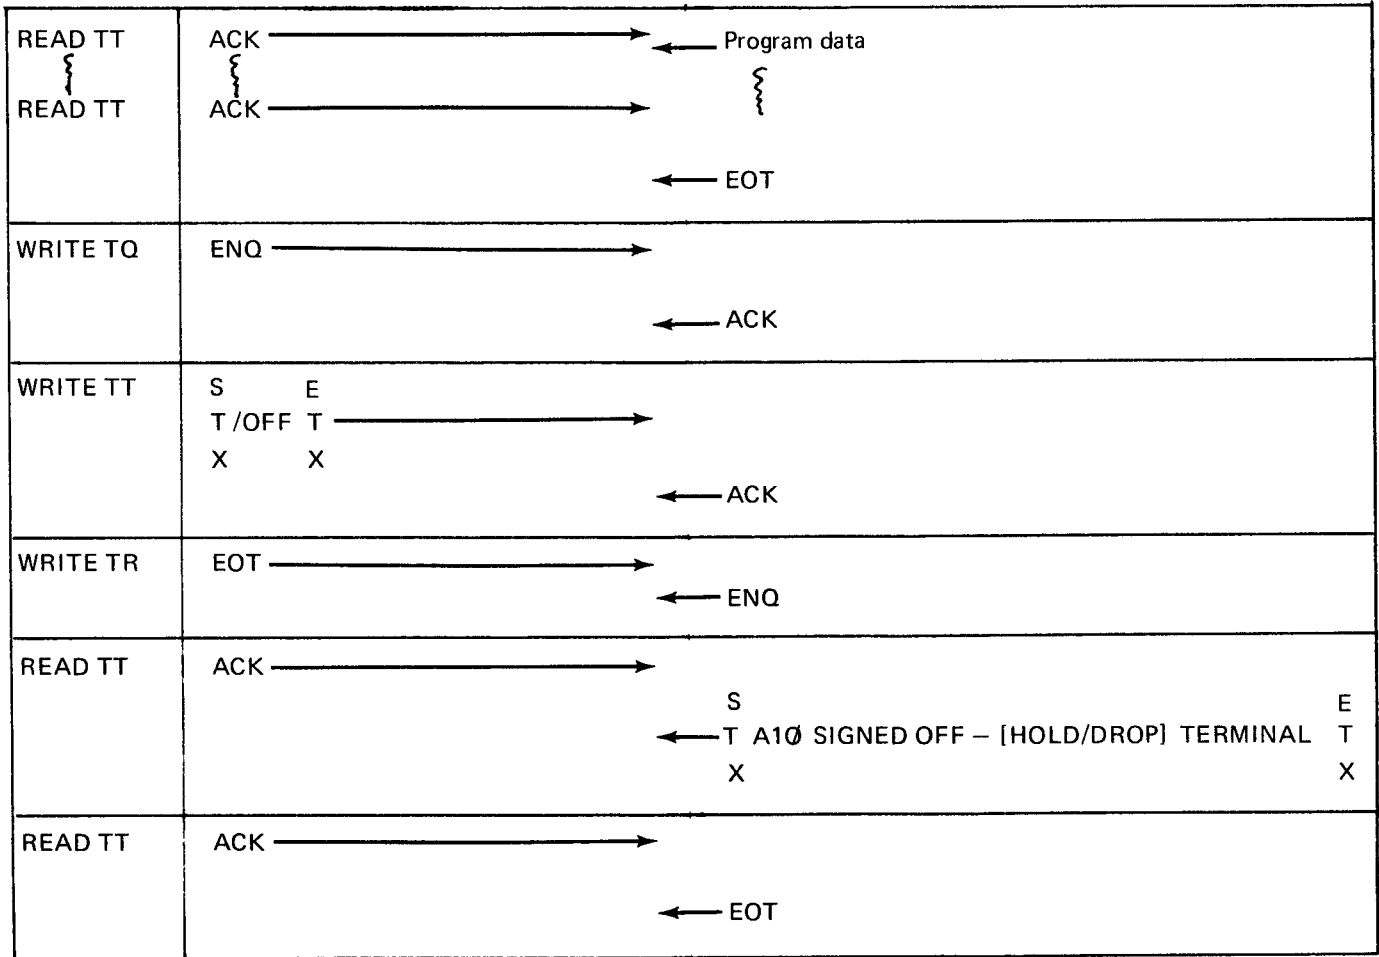 READ TT ACK Program data
READ TT ACK
EOT
WRITE TQ ENQ
ACK
WRITE TT S E
T /OFF T
X X
ACK
WRITE TR EOT
ENQ
READ TT ACK
S E
T A1Ø SIGNED OFF – [HOLD/DROP] TERMINAL T
X X
READ TT ACK
EOT